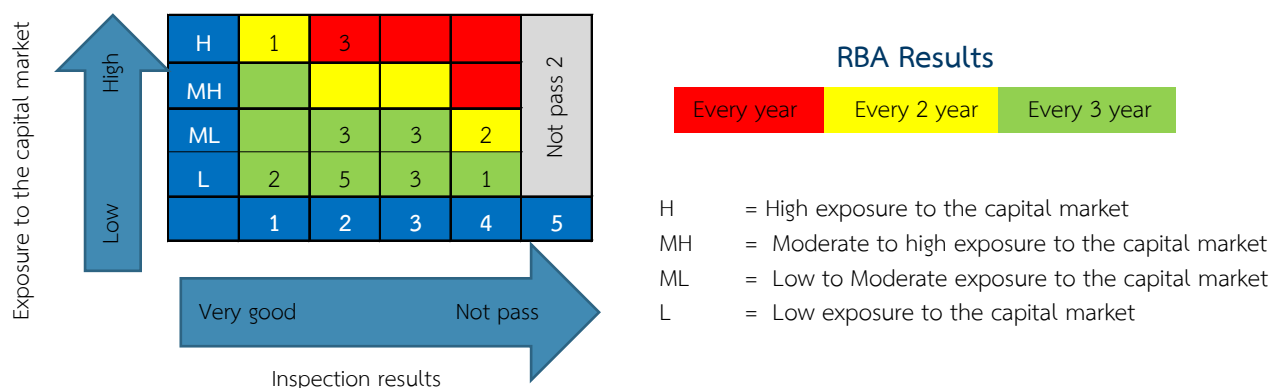 Exposure to the capital market
High
Low
H 1 3
MH
ML 3 3 2
L 2 5 3 1
1 2 3 4 5
Not pass 2
Very good Not pass
Inspection results
RBA Results
Every year Every 2 year Every 3 year
H = High exposure to the capital market
MH = Moderate to high exposure to the capital market
ML = Low to Moderate exposure to the capital market
L = Low exposure to the capital market